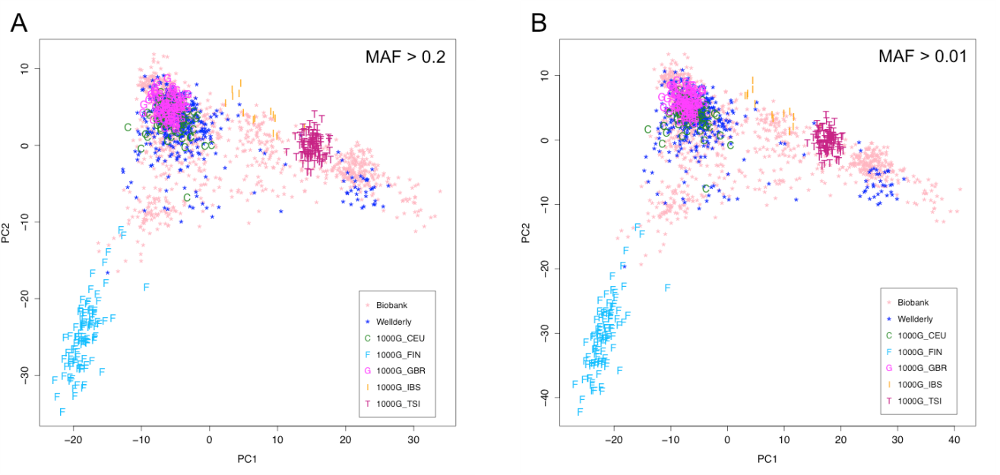 A
MAF > 0.2
PC2
10
0
−10
−20
−30
−20
−10
0
10
20
30
PC1
Biobank
Wellderly
C 1000G_CEU
F 1000G_FIN
G 1000G_GBR
I 1000G_IBS
T 1000G_TSI
B
MAF > 0.01
PC2
10
0
−10
−20
−30
−40
−20
−10
0
10
20
30
40
PC1
Biobank
Wellderly
C 1000G_CEU
F 1000G_FIN
G 1000G_GBR
I 1000G_IBS
T 1000G_TSI